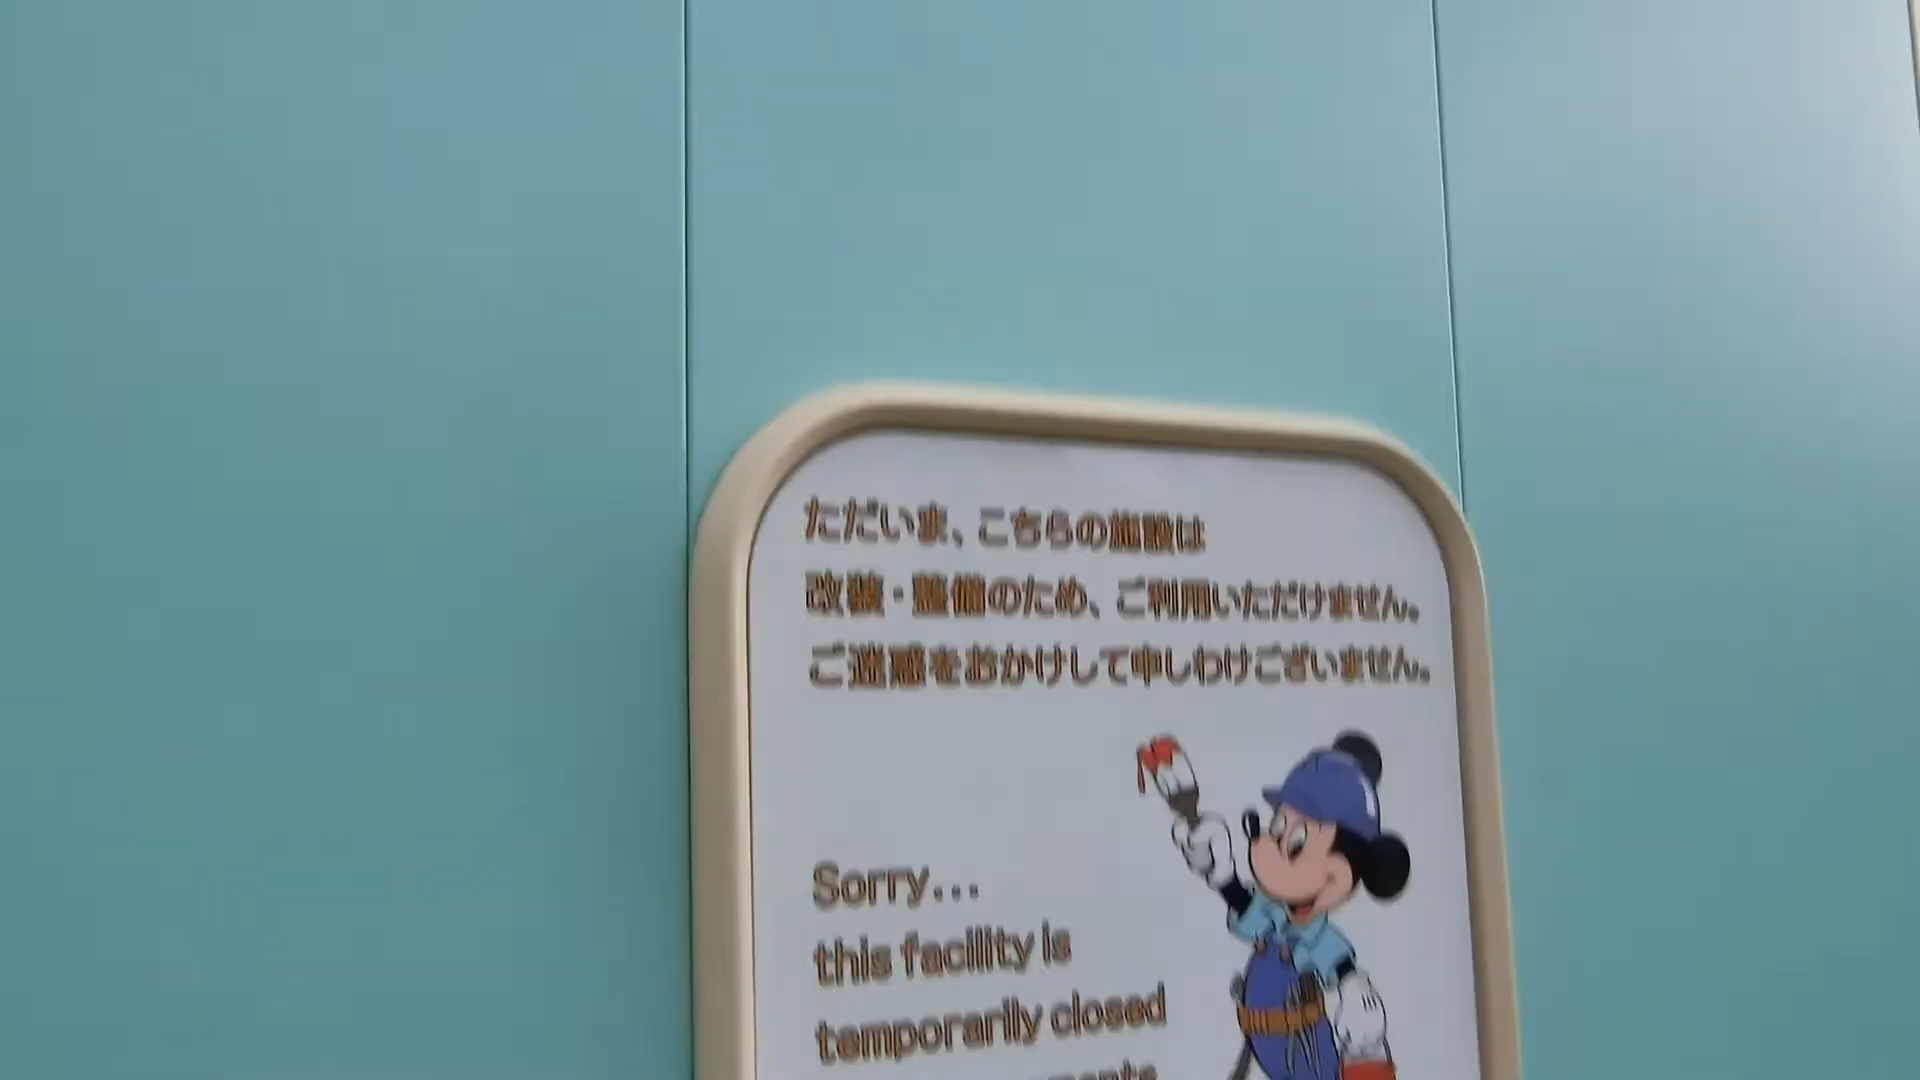 ただいま、こちらの施設は
改装・整備のため、ご利用いただけません。
ご迷惑をおかけして申しわけございません。
Sorry...
this facility is
temporarily closed